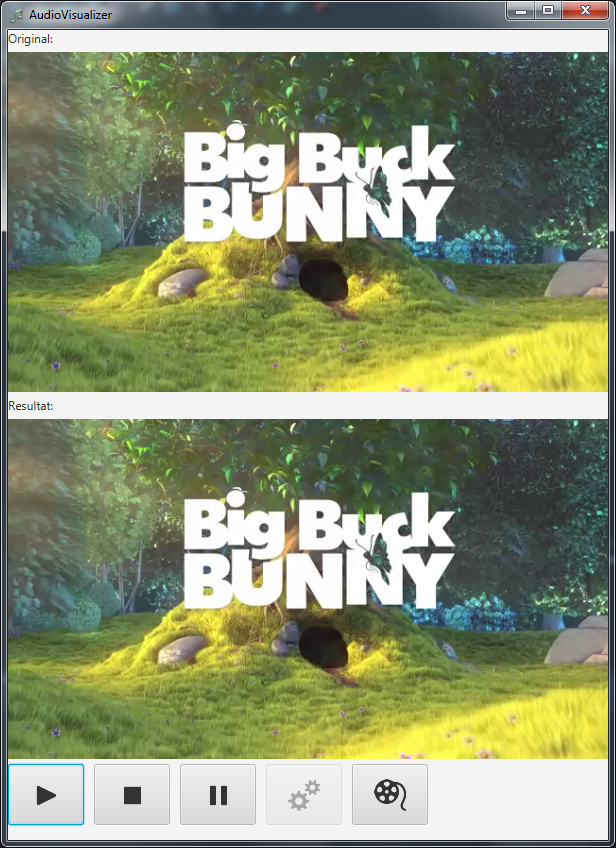 AudioVisualizer
Original:
Big Buck
BUNNY
Resultat:
Big Buck
BUNNY